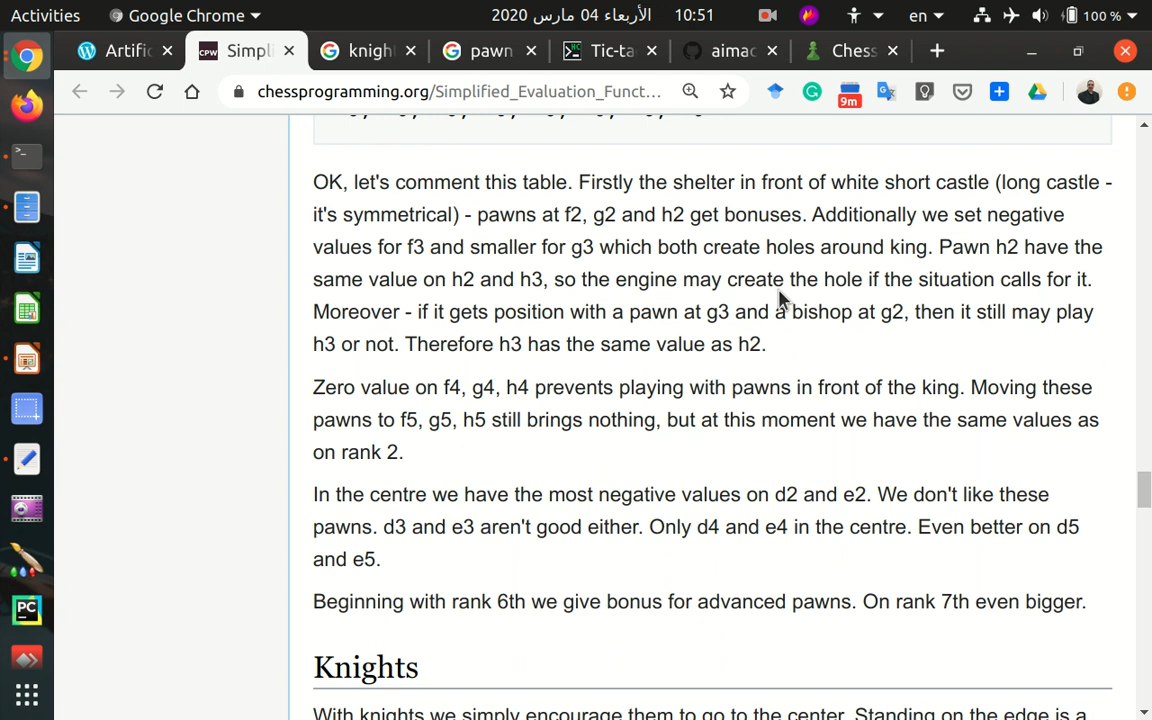 Activities
Google Chrome
الأربعاء 04 مارس 2020
10:51
en
100 %
Artific
CPW
Simpli
knigh
pawn
Tic-ta
aimac
Chess
chessprogramming.org/Simplified_Evaluation_Funct...
9m
OK, let's comment this table. Firstly the shelter in front of white short castle (long castle -
it's symmetrical) - pawns at f2, g2 and h2 get bonuses. Additionally we set negative
values for f3 and smaller for g3 which both create holes around king. Pawn h2 have the
same value on h2 and h3, so the engine may create the hole if the situation calls for it.
Moreover - if it gets position with a pawn at g3 and a bishop at g2, then it still may play
h3 or not. Therefore h3 has the same value as h2.
Zero value on f4, g4, h4 prevents playing with pawns in front of the king. Moving these
pawns to f5, g5, h5 still brings nothing, but at this moment we have the same values as
on rank 2.
In the centre we have the most negative values on d2 and e2. We don't like these
pawns. d3 and e3 aren't good either. Only d4 and e4 in the centre. Even better on d5
and e5.
Beginning with rank 6th we give bonus for advanced pawns. On rank 7th even bigger.
PC
Knights
With knights we simply encourage them to go to the center. Standing on the edge is a